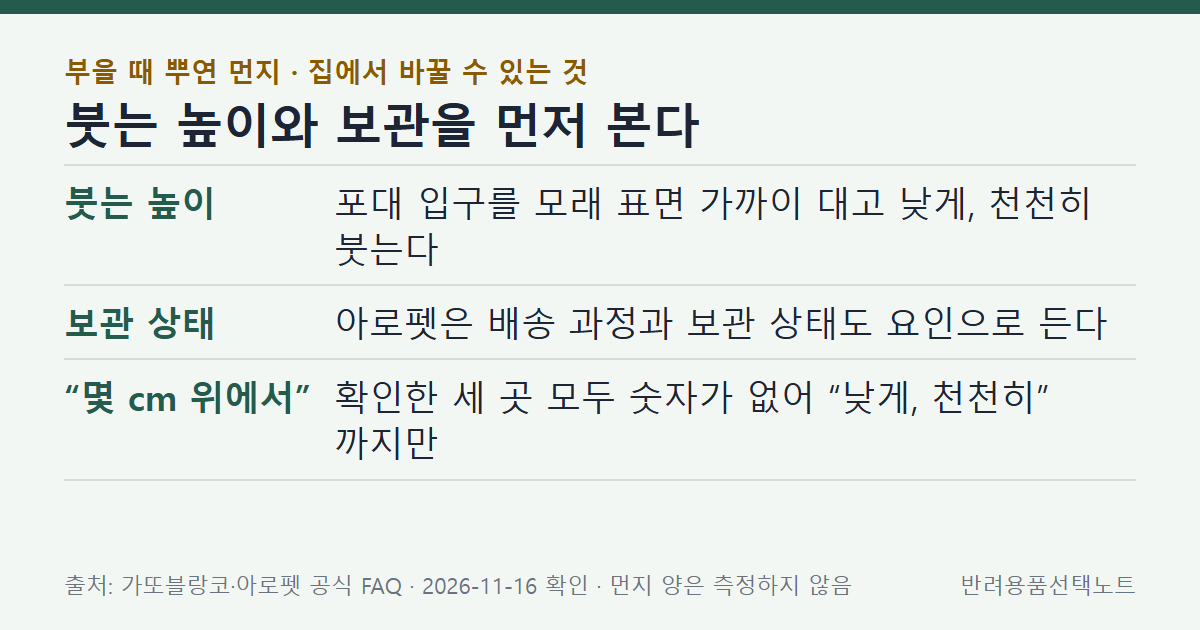 부을 때 뿌연 먼지 · 집에서 바꿀 수 있는 것
붓는 높이와 보관을 먼저 본다
붓는 높이
포대 입구를 모래 표면 가까이 대고 낮게, 천천히
붓는다
보관 상태
아로펫은 배송 과정과 보관 상태도 요인으로 든다
“몇 cm 위에서”
확인한 세 곳 모두 숫자가 없어 “낮게, 천천히”
까지만
출처: 가또블랑코·아로펫 공식 FAQ · 2026-11-16 확인 · 먼지 양은 측정하지 않음
반려용품선택노트